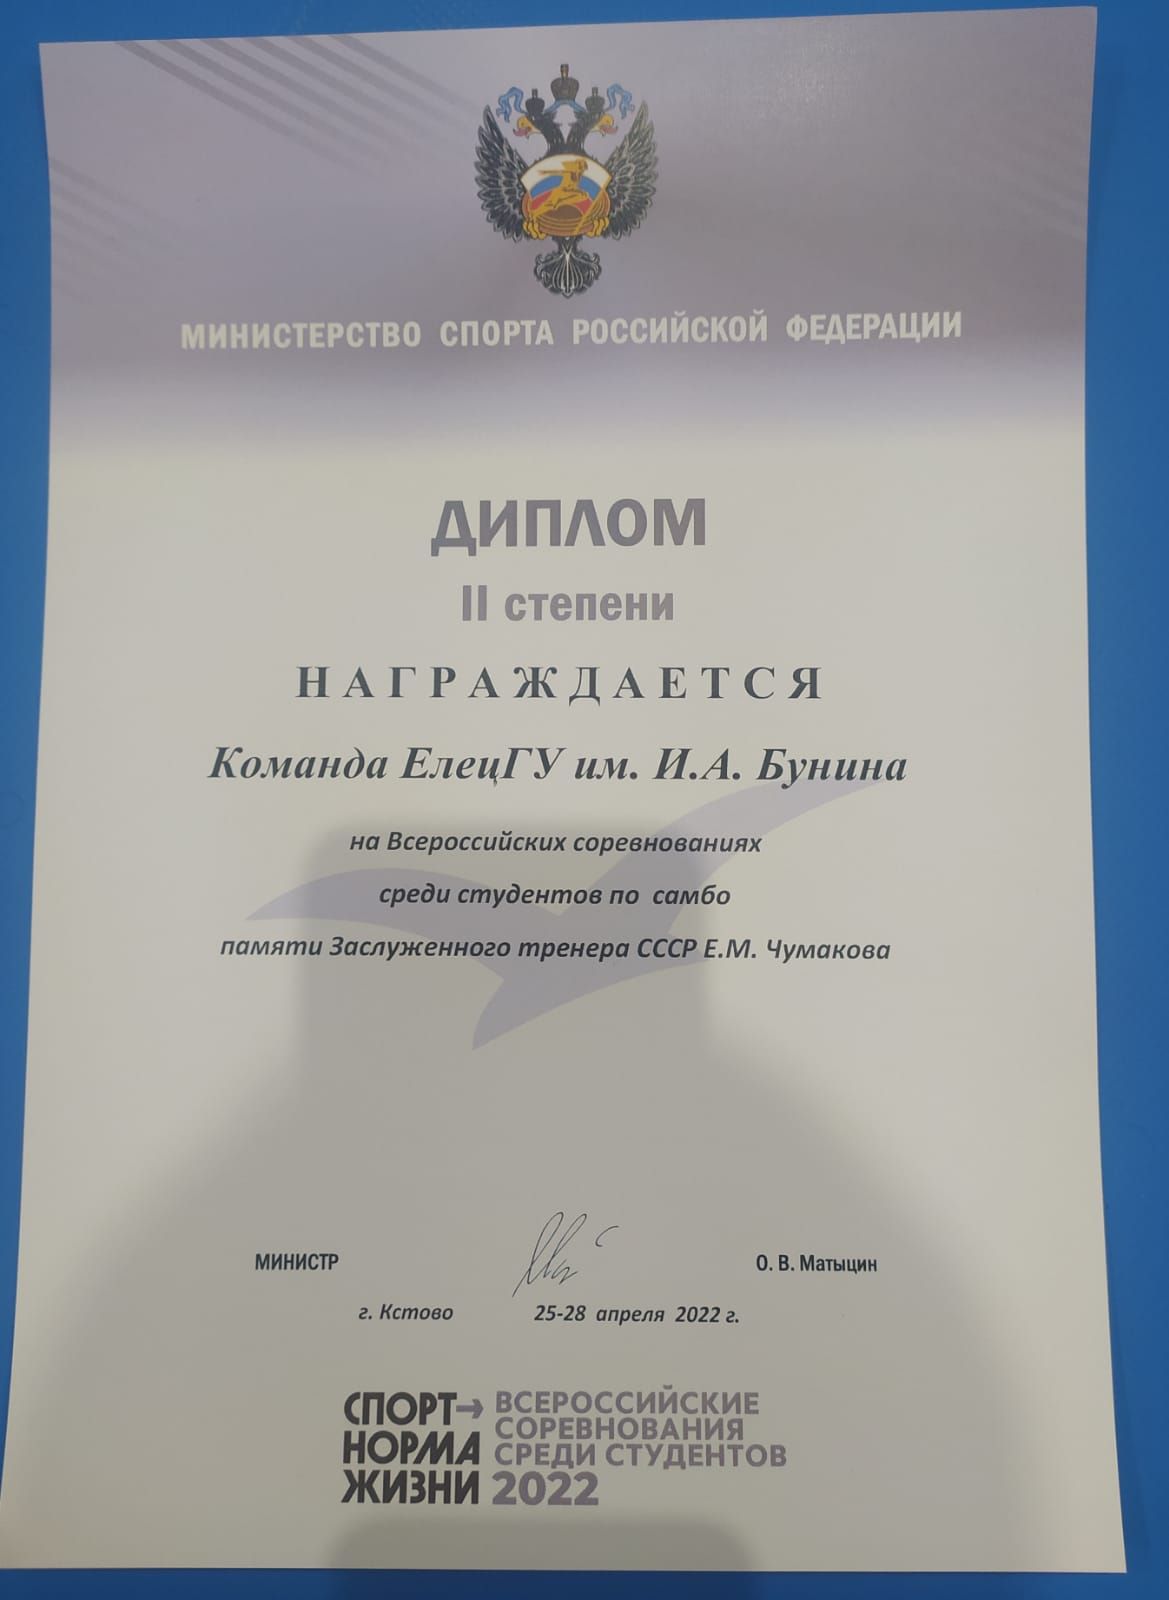 МИНИСТЕРСТВО СПОРТА РОССИЙСКОЙ ФЕДЕРАЦИИ
ДИПЛОМ
II степени
НАГРАЖДАЕТСЯ
Команда ЕлецГУ им. И.А. Бунина
на Всероссийских соревнованиях
среди студентов по самбо
памяти Заслуженного тренера СССР Е.М. Чумакова
МИНИСТР О. В. Матыцин
г. Кстово 25-28 апреля 2022 г.
СПОРТ→
НОРМА
ЖИЗНИ
ВСЕРОССИЙСКИЕ
СОРЕВНОВАНИЯ
СРЕДИ СТУДЕНТОВ
2022